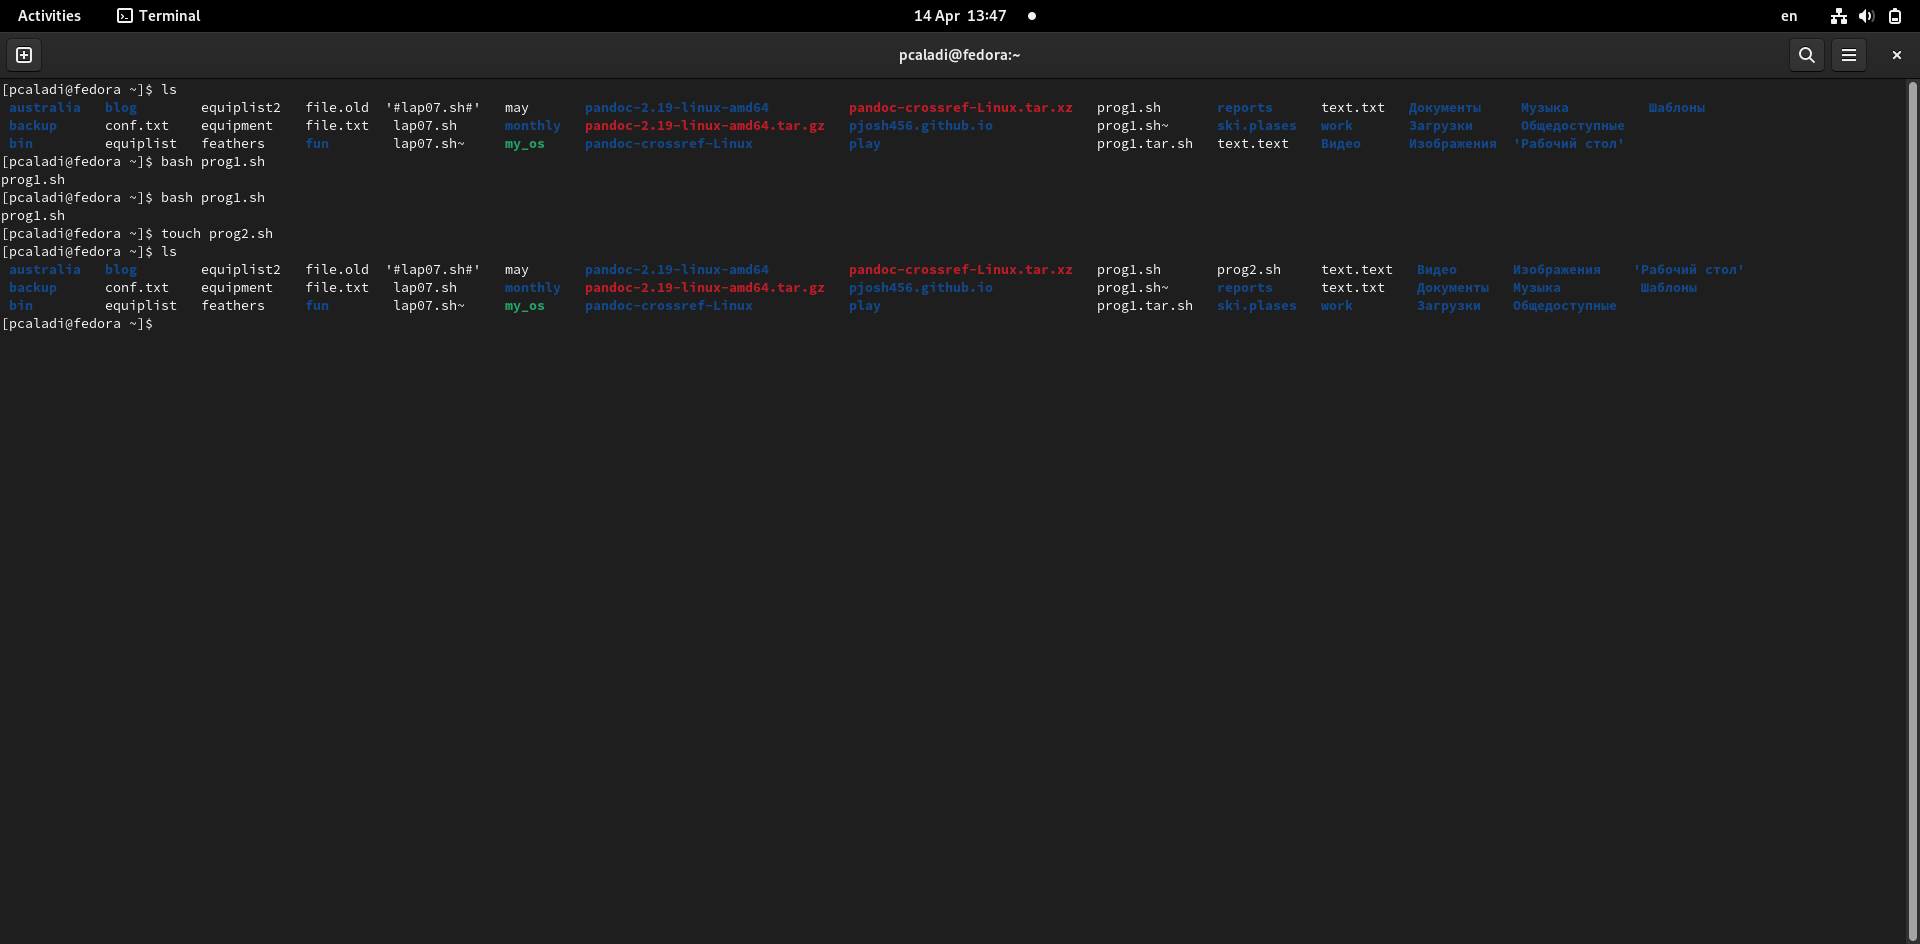 Activities Terminal 14 Apr 13:47 en
pcaladi@fedora:~
[pcaladi@fedora ~]$ ls
australia blog equiplist2 file.old '#lap07.sh#' may pandoc-2.19-linux-amd64 pandoc-crossref-Linux.tar.xz prog1.sh reports text.txt Документы Музыка Шаблоны
backup conf.txt equipment file.txt lap07.sh monthly pandoc-2.19-linux-amd64.tar.gz pjosh456.github.io prog1.sh~ ski.plases work Загрузки Общедоступные
bin equiplist feathers fun lap07.sh~ my_os pandoc-crossref-Linux play prog1.tar.sh text.text Видео Изображения 'Рабочий стол'
[pcaladi@fedora ~]$ bash prog1.sh
prog1.sh
[pcaladi@fedora ~]$ bash prog1.sh
prog1.sh
[pcaladi@fedora ~]$ touch prog2.sh
[pcaladi@fedora ~]$ ls
australia blog equiplist2 file.old '#lap07.sh#' may pandoc-2.19-linux-amd64 pandoc-crossref-Linux.tar.xz prog1.sh prog2.sh text.text Видео Изображения 'Рабочий стол'
backup conf.txt equipment file.txt lap07.sh monthly pandoc-2.19-linux-amd64.tar.gz pjosh456.github.io prog1.sh~ reports text.txt Документы Музыка Шаблоны
bin equiplist feathers fun lap07.sh~ my_os pandoc-crossref-Linux play prog1.tar.sh ski.plases work Загрузки Общедоступные
[pcaladi@fedora ~]$